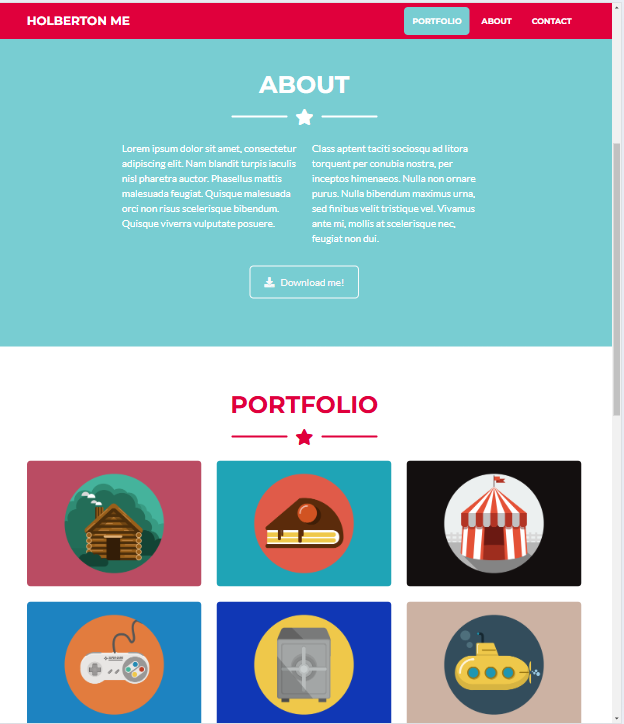 HOLBERTON ME
PORTFOLIO
ABOUT
CONTACT
ABOUT
Lorem ipsum dolor sit amet, consectetur
adipiscing elit. Nam blandit turpis iaculis
nisl pharetra auctor. Phasellus mattis
malesuada feugiat. Quisque malesuada
orci non risus scelerisque bibendum.
Quisque viverra vulputate posuere.
Class aptent taciti sociosqu ad litora
torquent per conubia nostra, per
inceptos himenaeos. Nulla non ornare
purus. Nulla bibendum maximus urna,
sed finibus velit tristique vel. Vivamus
ante mi, mollis at scelerisque nec,
feugiat non dui.
Download me!
PORTFOLIO